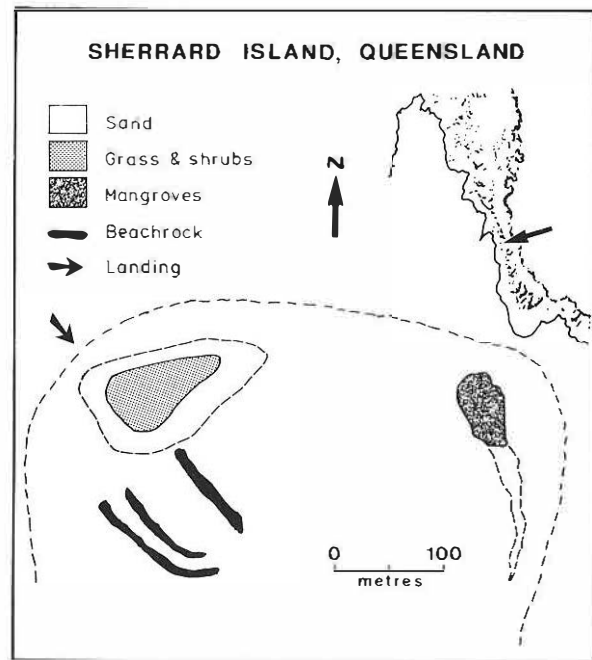 SHERRARD ISLAND, QUEENSLAND
Sand
Grass & shrubs
Mangroves
Beachrock
Landing
N
0 100
metres